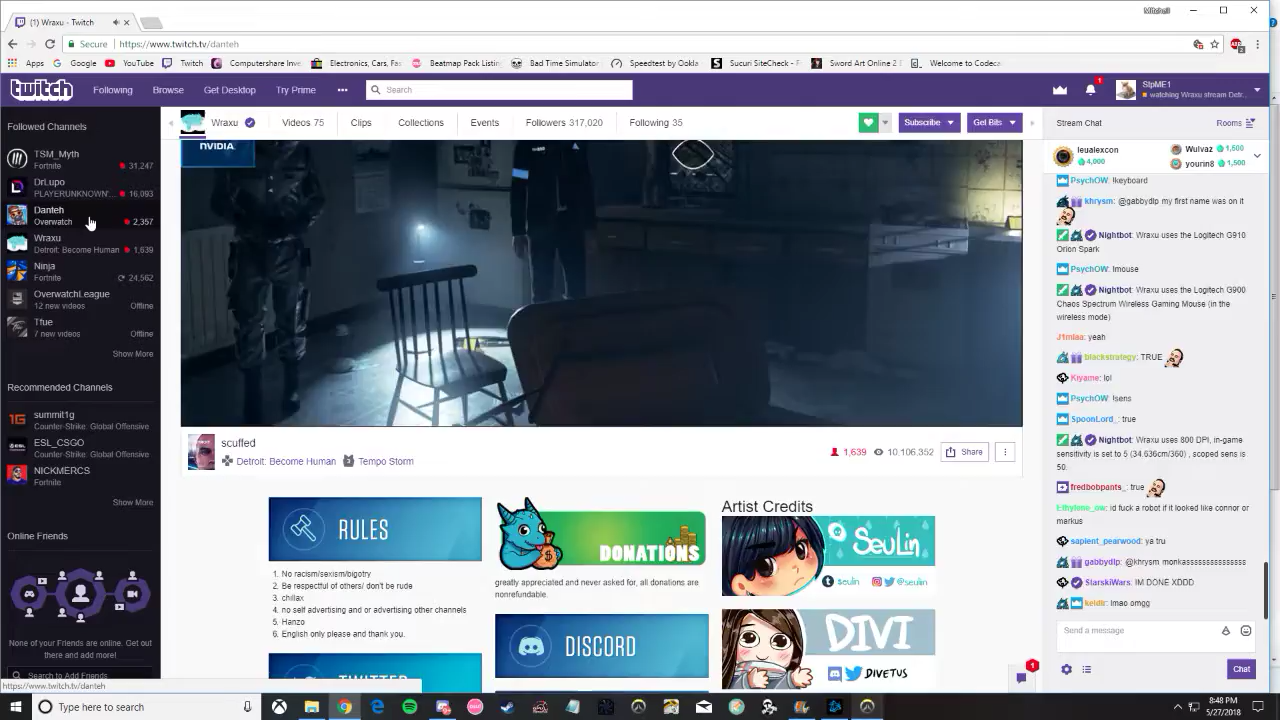 Mitchell
(1) Wraxu - Twitch
Secure https://www.twitch.tv/danteh
Apps Google YouTube Twitch Computershare Inves Electronics, Cars, Fas Beatmap Pack Listing Bad Time Simulator Speedtest by Ookla Sucuri SiteCheck - F Sword Art Online 2 E Welcome to Codeca
twitch Following Browse Get Desktop Try Prime Search 1 SlpME1
watching Wraxu stream Detr...
Followed Channels
TSM_Myth
Fortnite 31,247
DrLupo
PLAYERUNKNOWN'... 16,093
Danteh
Overwatch 2,357
Wraxu
Detroit: Become Human 1,639
Ninja
Fortnite 24,562
OverwatchLeague
12 new videos Offline
Tfue
7 new videos Offline
Show More
Recommended Channels
summit1g
Counter-Strike: Global Offensive
ESL_CSGO
Counter-Strike: Global Offensive
NICKMERCS
Fortnite
Show More
Online Friends
None of your Friends are online. Get out
there and add more!
Search to Add Friends
https://www.twitch.tv/danteh
Wraxu Videos 75 Clips Collections Events Followers 317,020 Following 35 Subscribe Get Bits
NVIDIA
scuffed
Detroit: Become Human Tempo Storm
1,639 10,106,352 Share
RULES
1. No racism/sexism/bigotry
2. Be respectful of others/ don't be rude
3. chillax
4. no self advertising and or advertising other channels
5. Hanzo
6. English only please and thank you.
TWITTER
DONATIONS
greatly appreciated and never asked for, all donations are
nonrefundable.
DISCORD
Artist Credits
SeuLin
seulin @/seulin
DIVI
DIVETUS
Stream Chat Rooms
leualexcon
4,000
Wulvaz 1,500
yourin8 1,500
PsychOW: !keyboard
khrysm: @gabbydlp my first name was on it
Nightbot: Wraxu uses the Logitech G910
Orion Spark
PsychOW: !mouse
Nightbot: Wraxu uses the Logitech G900
Chaos Spectrum Wireless Gaming Mouse (in the
wireless mode)
J1mlaa: yeah
blackstrategy: TRUE
Kiyame: lol
PsychOW: !sens
SpoonLord_: true
Nightbot: Wraxu uses 800 DPI, in-game
sensitivity is set to 5 (34.636cm/360) , scoped sens is
50.
fredbobpants_: true
Ethylene_ow: id fuck a robot if it looked like connor or
markus
sapient_pearwood: ya tru
gabbydlp: @khrysm monkassssssssssssss
StarskiWars: IM DONE XDDD
keldir: lmao omgg
Send a message
1
Chat
Type here to search
8:48 PM
5/27/2018